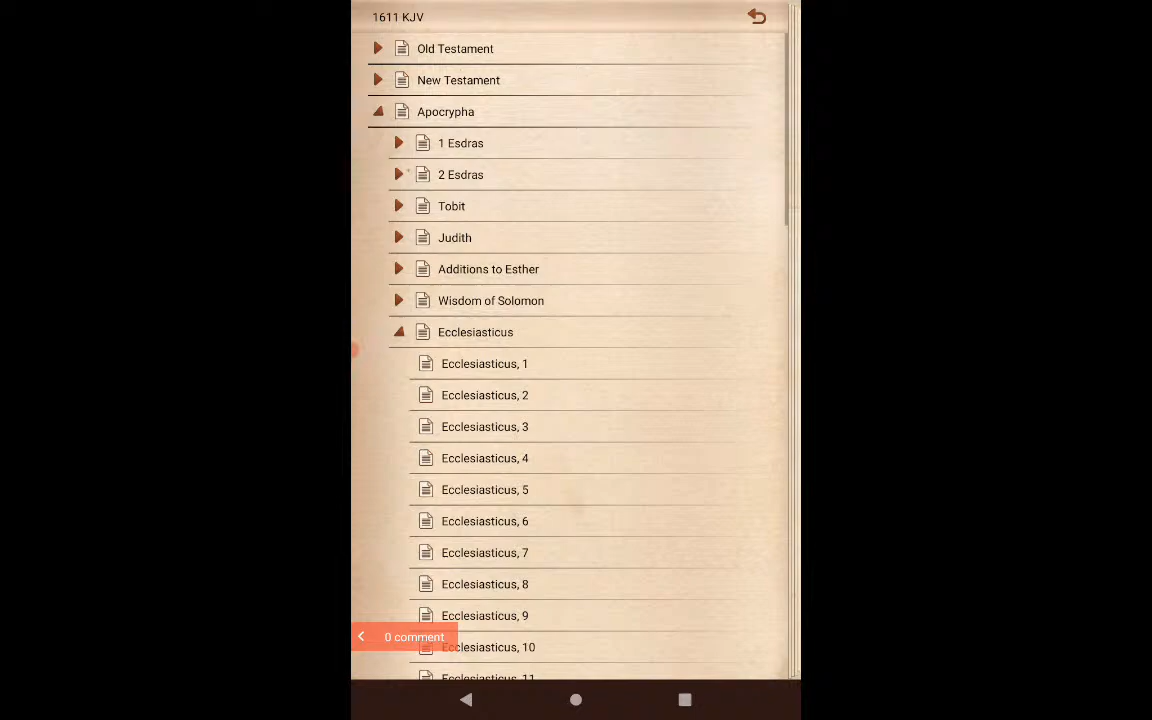 1611 KJV
Old Testament
New Testament
Apocrypha
1 Esdras
2 Esdras
Tobit
Judith
Additions to Esther
Wisdom of Solomon
Ecclesiasticus
Ecclesiasticus, 1
Ecclesiasticus, 2
Ecclesiasticus, 3
Ecclesiasticus, 4
Ecclesiasticus, 5
Ecclesiasticus, 6
Ecclesiasticus, 7
Ecclesiasticus, 8
Ecclesiasticus, 9
0 comment
Ecclesiasticus, 10
Ecclesiasticus, 11